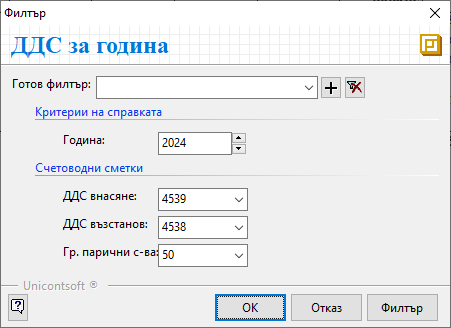 Филтър
ДДС за година
Готов филтър:
Критерии на справката
Година: 2024
Счетоводни сметки
ДДС внасяне: 4539
ДДС възстанов: 4538
Гр. парични с-ва: 50
Unicontsoft ®
OK Отказ Филтър